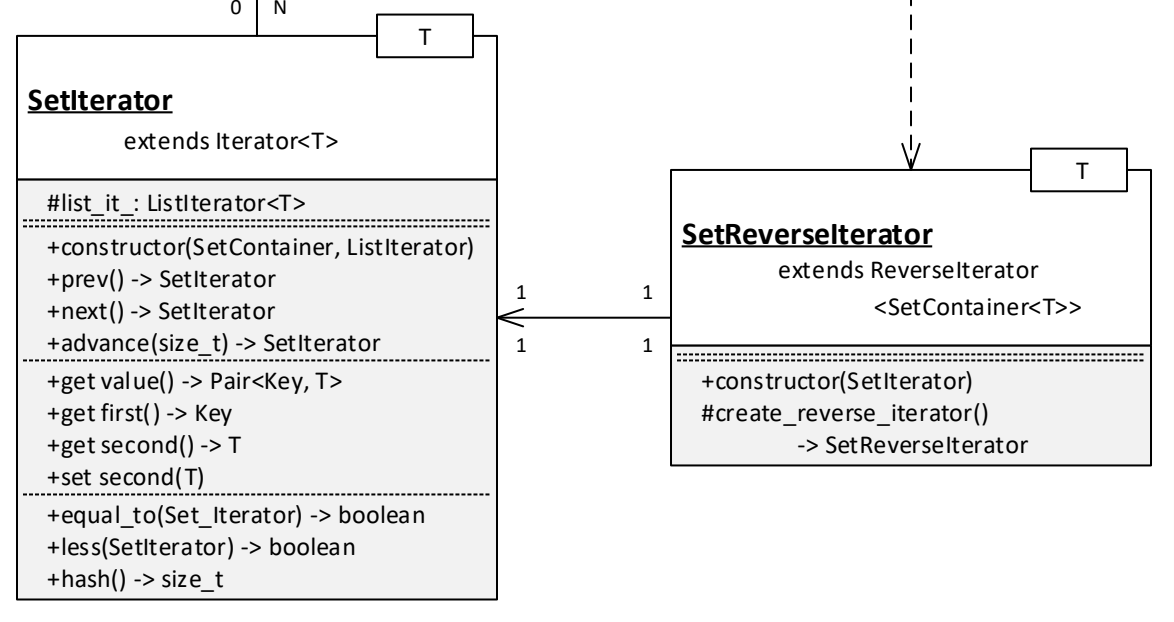 0 N
T
SetIterator
extends Iterator<T>
#list_it_: ListIterator<T>
+constructor(SetContainer, ListIterator)
+prev() -> SetIterator
+next() -> SetIterator
+advance(size_t) -> SetIterator
+get value() -> Pair<Key, T>
+get first() -> Key
+get second() -> T
+set second(T)
+equal_to(Set_Iterator) -> boolean
+less(SetIterator) -> boolean
+hash() -> size_t
1 1
1 1
T
SetReverseIterator
extends ReverseIterator
<SetContainer<T>>
+constructor(SetIterator)
#create_reverse_iterator()
-> SetReverseIterator